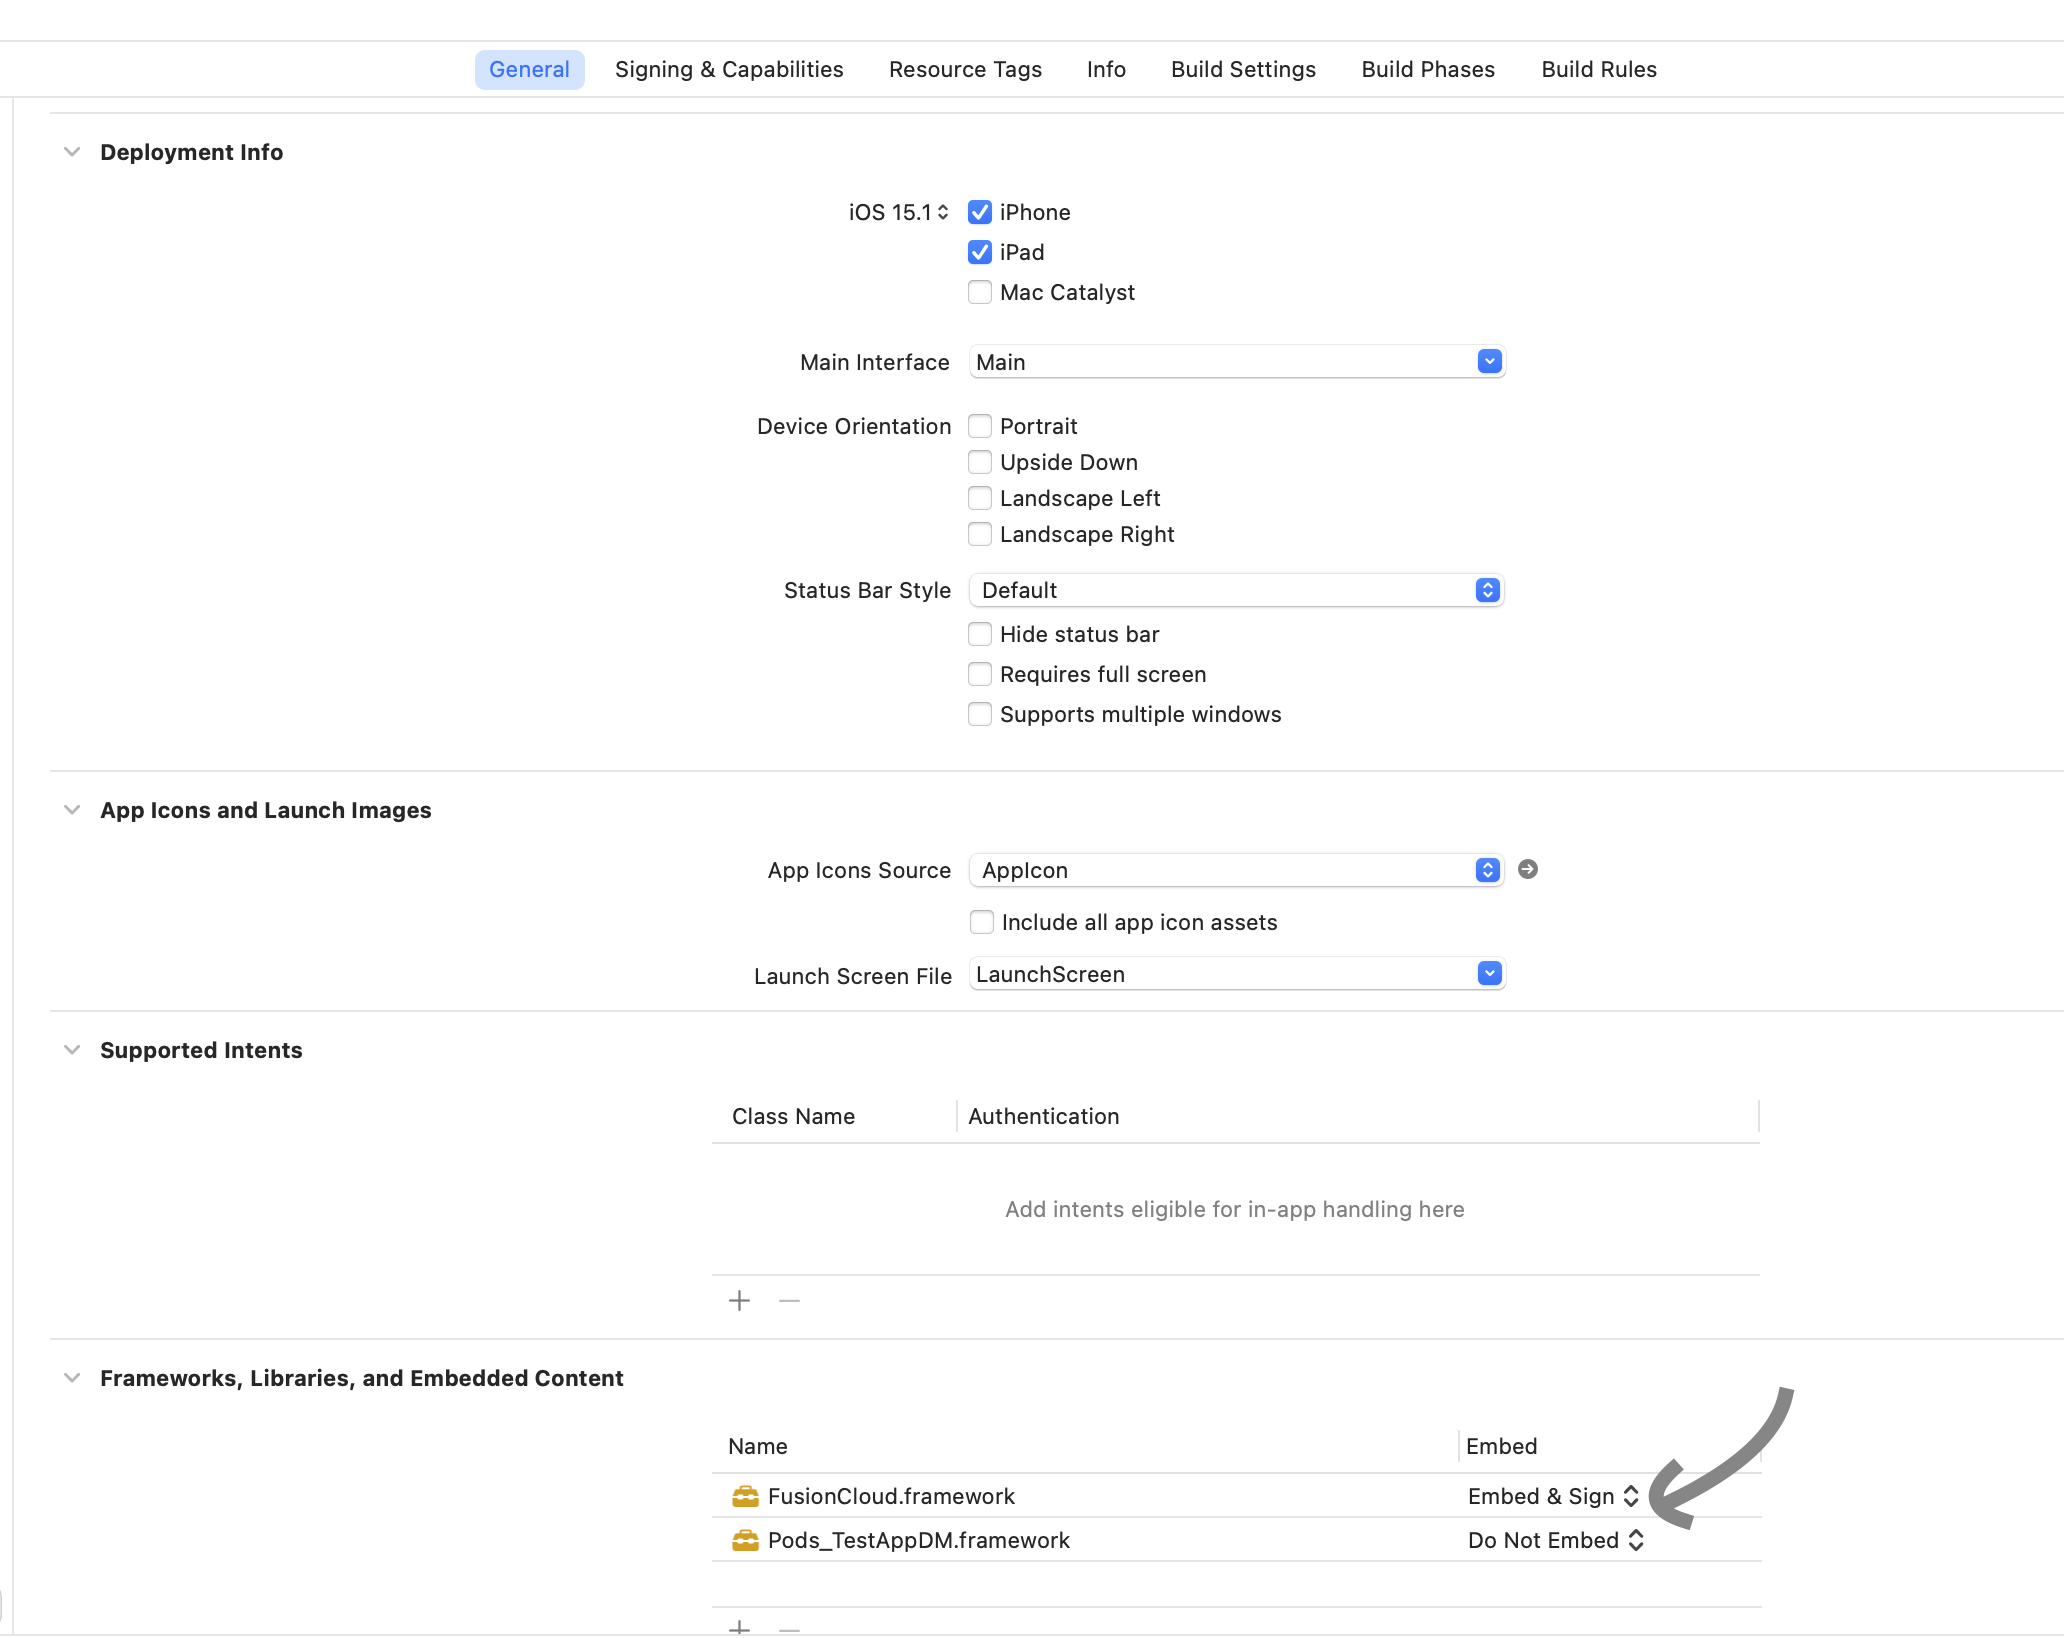 General Signing & Capabilities Resource Tags Info Build Settings Build Phases Build Rules
Deployment Info
iOS 15.1 iPhone
iPad
Mac Catalyst
Main Interface Main
Device Orientation Portrait
Upside Down
Landscape Left
Landscape Right
Status Bar Style Default
Hide status bar
Requires full screen
Supports multiple windows
App Icons and Launch Images
App Icons Source AppIcon
Include all app icon assets
Launch Screen File LaunchScreen
Supported Intents
Class Name Authentication
Add intents eligible for in-app handling here
Frameworks, Libraries, and Embedded Content
Name Embed
FusionCloud.framework Embed & Sign
Pods_TestAppDM.framework Do Not Embed